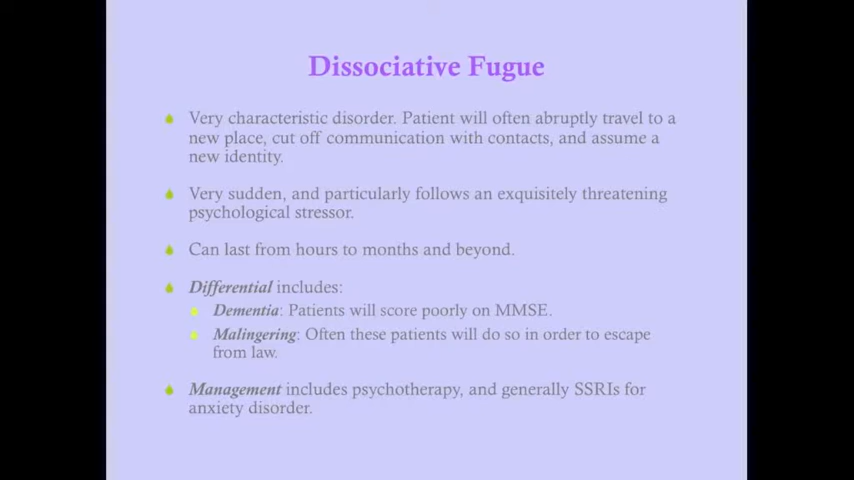 Dissociative Fugue
Very characteristic disorder. Patient will often abruptly travel to a
new place, cut off communication with contacts, and assume a
new identity.
Very sudden, and particularly follows an exquisitely threatening
psychological stressor.
Can last from hours to months and beyond.
Differential includes:
Dementia: Patients will score poorly on MMSE.
Malingering: Often these patients will do so in order to escape
from law.
Management includes psychotherapy, and generally SSRIs for
anxiety disorder.